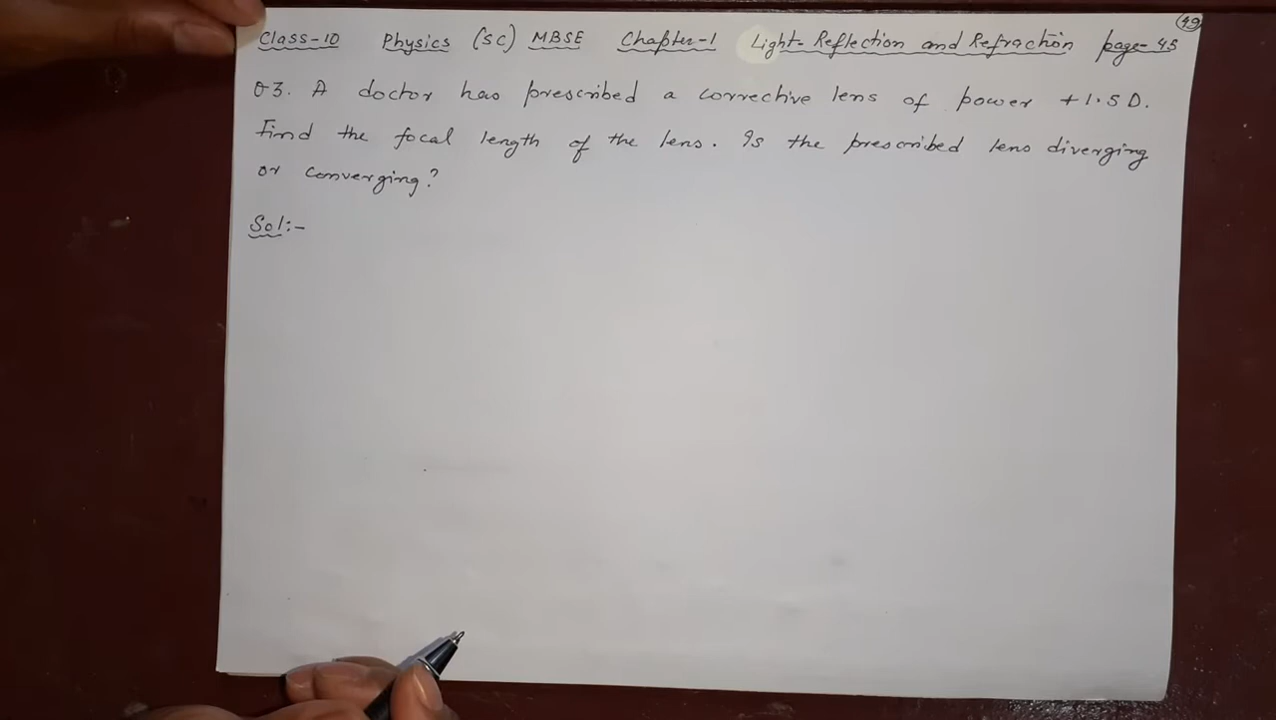 49
Class-10 Physics (SC) MBSE Chapter-1 Light-Reflection and Refraction page-45
Q3. A doctor has prescribed a corrective lens of power +1.5 D.
Find the focal length of the lens. Is the prescribed lens diverging
or converging?
Sol:-